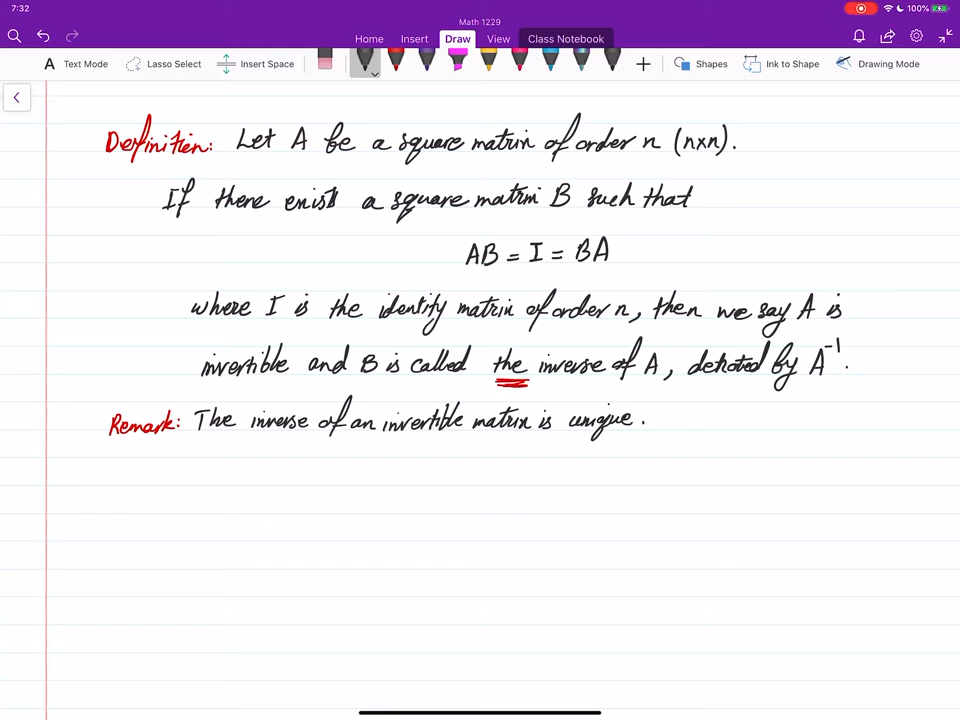 7:32
Math 1229
100%
Home Insert Draw View Class Notebook
A Text Mode Lasso Select Insert Space Shapes Ink to Shape Drawing Mode
Definition: Let A be a square matrix of order n (n×n).
If there exists a square matrix B such that
AB = I = BA
where I is the identity matrix of order n, then we say A is
invertible and B is called the inverse of A, denoted by A⁻¹.
Remark: The inverse of an invertible matrix is unique.